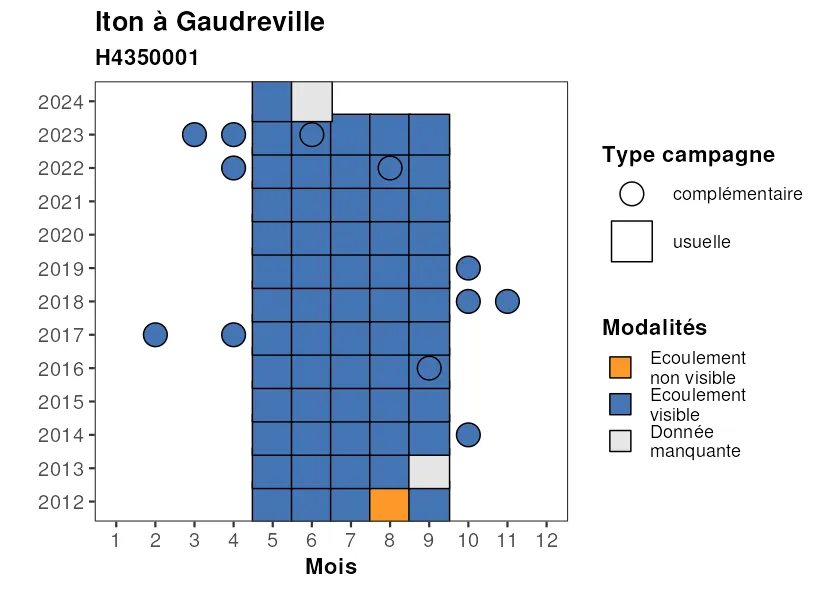 Iton à Gaudreville
H4350001
2024
2023
2022
2021
2020
2019
2018
2017
2016
2015
2014
2013
2012
1 2 3 4 5 6 7 8 9 10 11 12
Mois
Type campagne
complémentaire
usuelle
Modalités
Ecoulement
non visible
Ecoulement
visible
Donnée
manquante